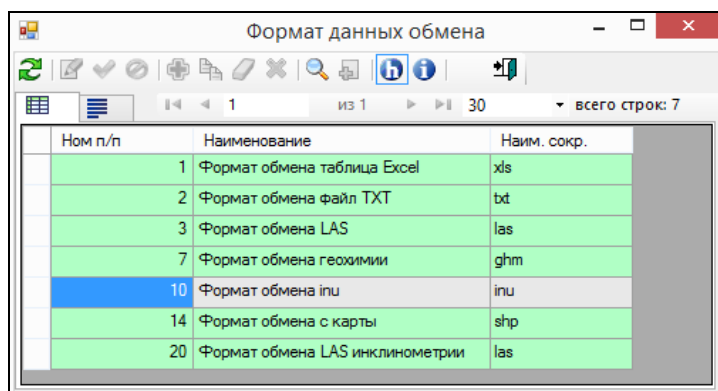 Формат данных обмена
1 из 1 30 всего строк: 7
Ном п/п Наименование Наим. сокр.
1 Формат обмена таблица Excel xls
2 Формат обмена файл TXT txt
3 Формат обмена LAS las
7 Формат обмена геохимии ghm
10 Формат обмена inu inu
14 Формат обмена с карты shp
20 Формат обмена LAS инклинометрии las